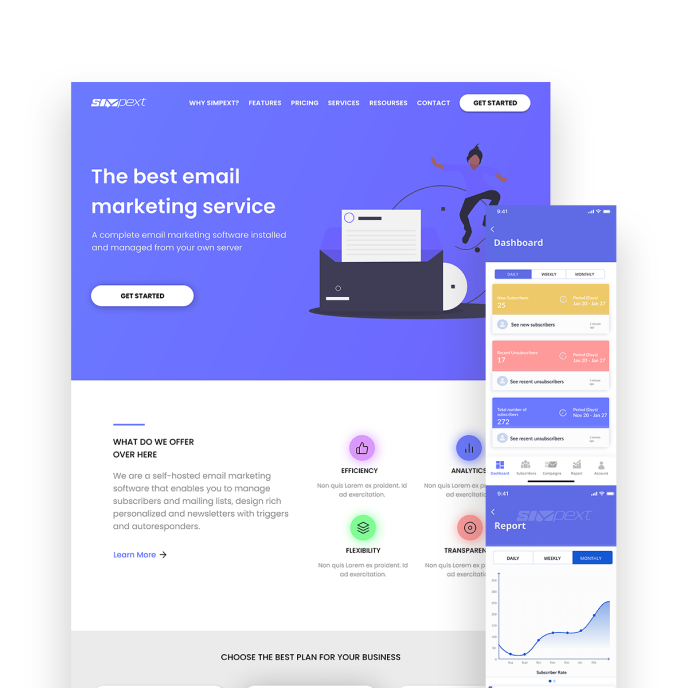 SIMpext
WHY SIMPEXT?
FEATURES
PRICING
SERVICES
RESOURSES
CONTACT
GET STARTED
The best email
marketing service
A complete email marketing software installed
and managed from your own server
GET STARTED
WHAT DO WE OFFER
OVER HERE
We are a self-hosted email marketing
software that enables you to manage
subscribers and mailing lists, design rich
personalized and newsletters with triggers
and autoresponders.
Learn More
EFFICIENCY
Non quis Lorem ex proident. Id
ad exercitation.
ANALYTICS
Non quis Lorem ex p
ad exercit
FLEXIBILITY
Non quis Lorem ex proident. Id
ad exercitation.
TRANSPAREN
Non quis Lorem ex p
ad exercit
CHOOSE THE BEST PLAN FOR YOUR BUSINESS
9:41
Dashboard
DAILY
WEEKLY
MONTHLY
New Subscribers
25
Period (Days)
Jan 20 - Jan 27
See new subscribers
Recent Unsubscribers
17
Period (Days)
Jan 20 - Jan 27
See recent unsubscribers
Total number of
subscribers
272
Period (Days)
Nov 20 - Jan 27
See recent unsubscribers
Dashboard
Subscribers
Campaigns
Report
Account
9:41
SIMpext
Report
DAILY
WEEKLY
MONTHLY
Subscriber Rate